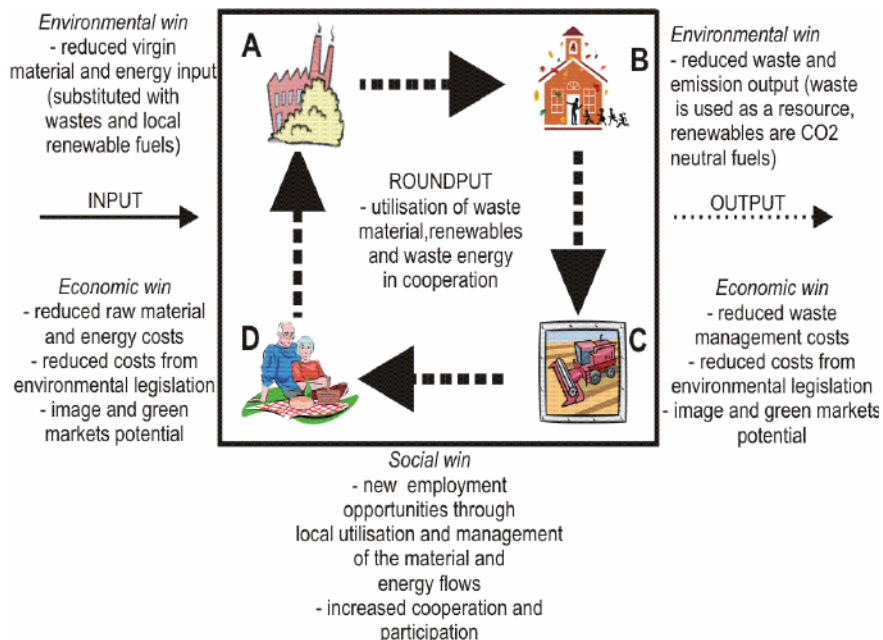 Environmental win
- reduced virgin
material and energy input
(substituted with
wastes and local
renewable fuels)
INPUT
Economic win
- reduced raw material
and energy costs
- reduced costs from
environmental legislation
- image and green
markets potential
A
B
ROUNDPUT
- utilisation of waste
material,renewables
and waste energy
in cooperation
D
C
Environmental win
- reduced waste and
emission output (waste
is used as a resource,
renewables are CO2
neutral fuels)
OUTPUT
Economic win
- reduced waste
management costs
- reduced costs from
environmental legislation
- image and green markets
potential
Social win
- new employment
opportunities through
local utilisation and management
of the material and
energy flows
- increased cooperation and
participation